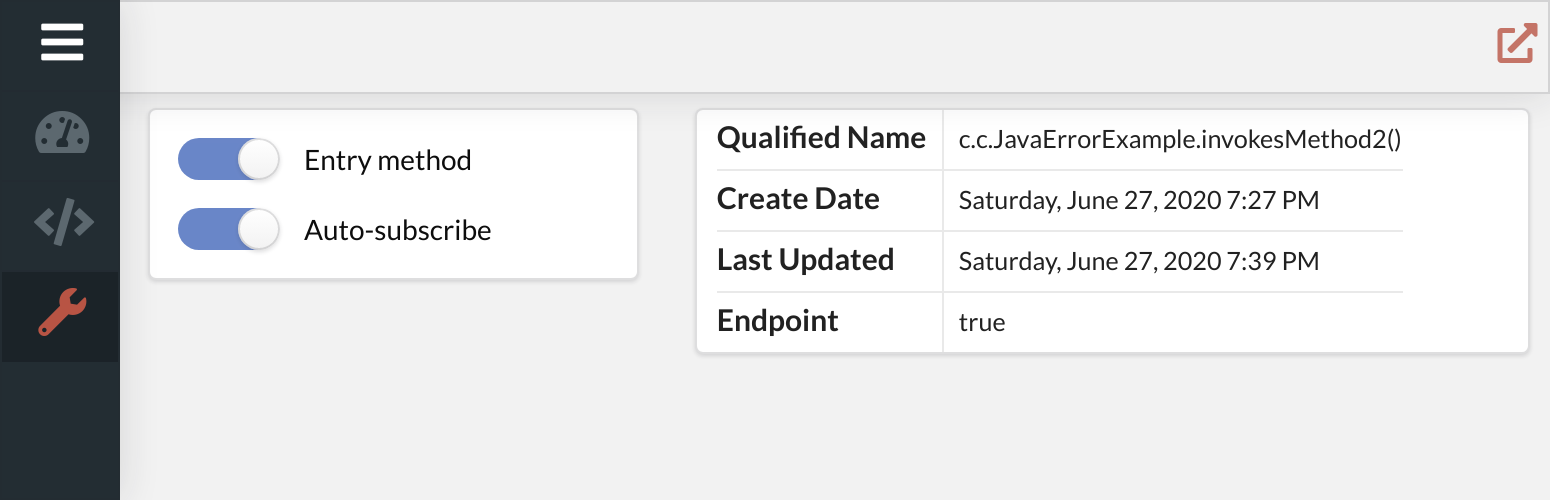 Entry method
Auto-subscribe
Qualified Name c.c.JavaErrorExample.invokesMethod2()
Create Date Saturday, June 27, 2020 7:27 PM
Last Updated Saturday, June 27, 2020 7:39 PM
Endpoint true